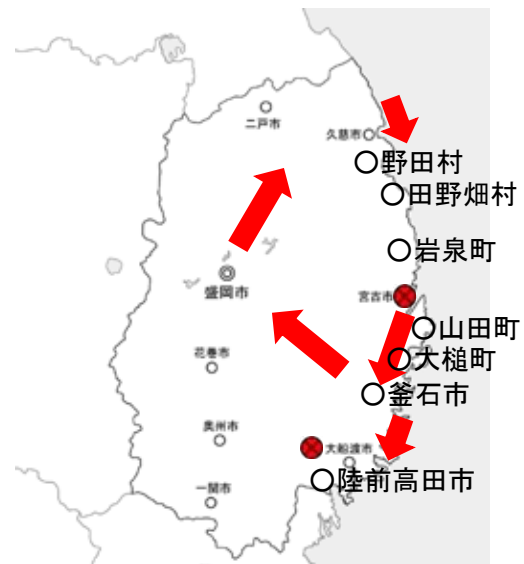 二戸市
久慈市
野田村
田野畑村
岩泉町
盛岡市
宮古市
山田町
大槌町
花巻市
釜石市
奥州市
大船渡市
陸前高田市
一関市